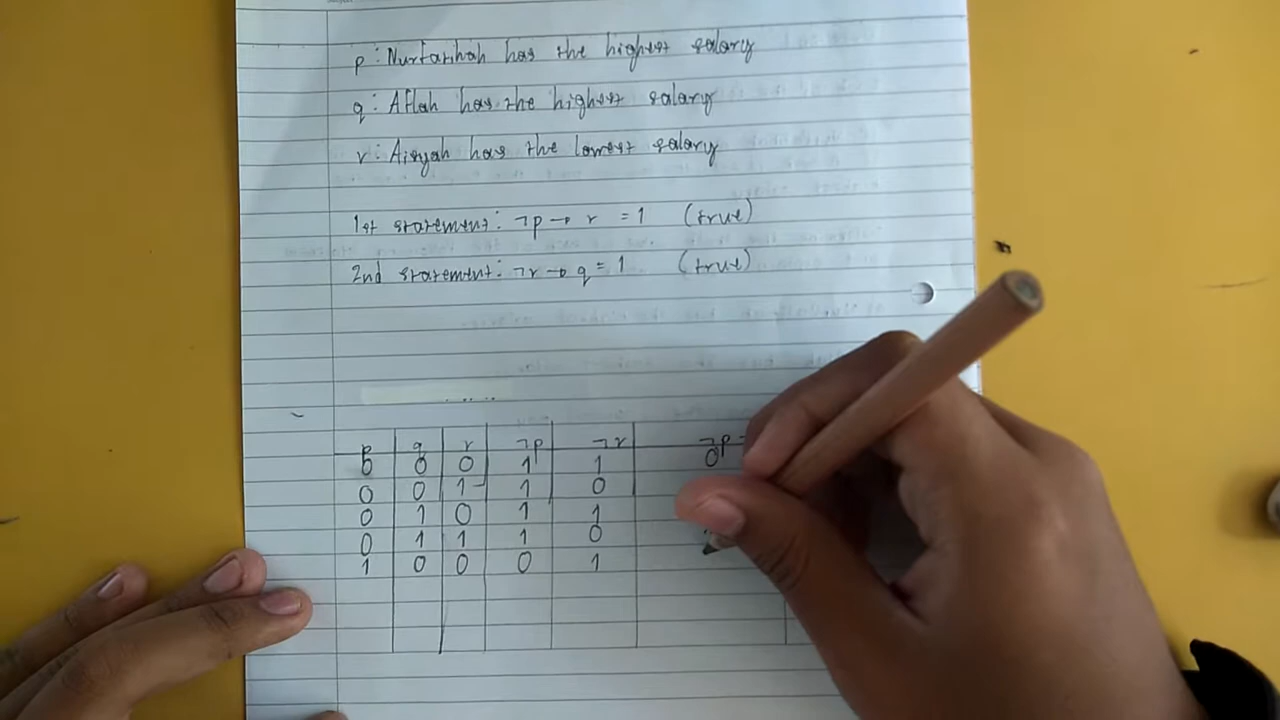 p : Nurfarihah has the highest salary
q : Aflah has the highest salary
r : Aisyah has the lowest salary
1st statement : ¬p → r = 1 (true)
2nd statement : ¬r → q = 1 (true)
p q r ¬p ¬r ¬p
0 0 0 1 1 0
0 0 1 1 0
0 1 0 1 1
0 1 1 1 0
1 0 0 0 1